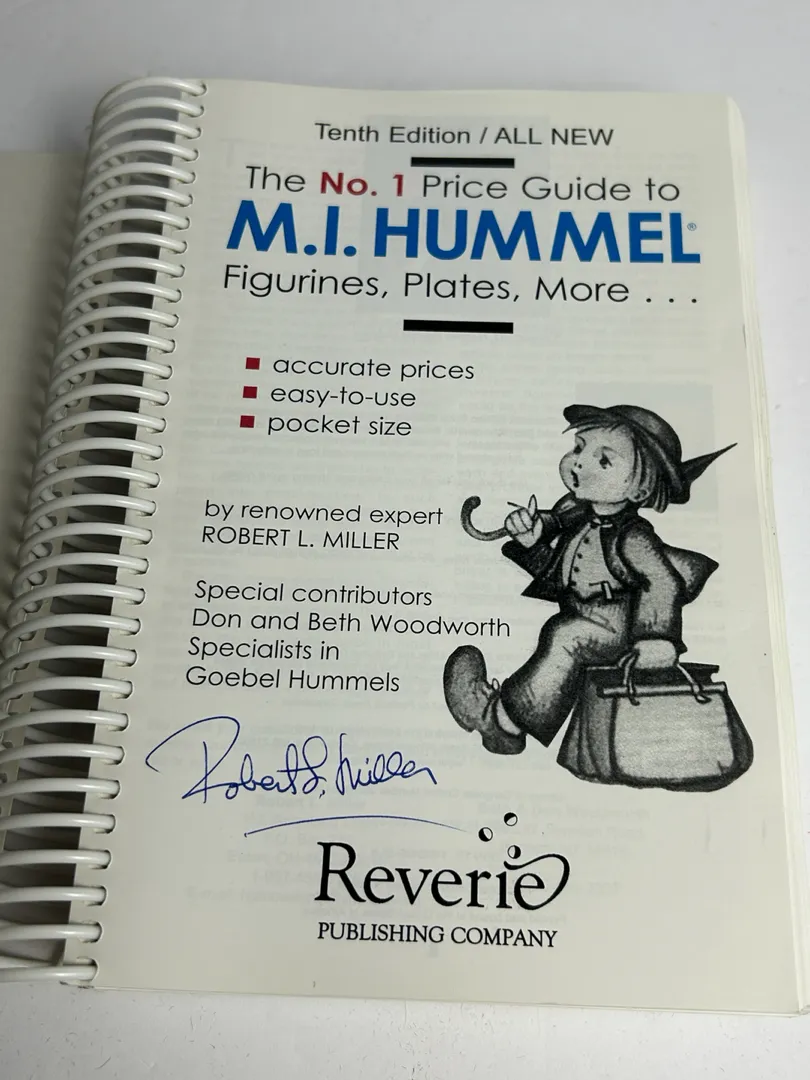 Tenth Edition / ALL NEW
The No. 1 Price Guide to
M.I. HUMMEL®
Figurines, Plates, More . . .
accurate prices
easy-to-use
pocket size
by renowned expert
ROBERT L. MILLER
Special contributors
Don and Beth Woodworth
Specialists in
Goebel Hummels
Robert L. Miller
Reverie
PUBLISHING COMPANY